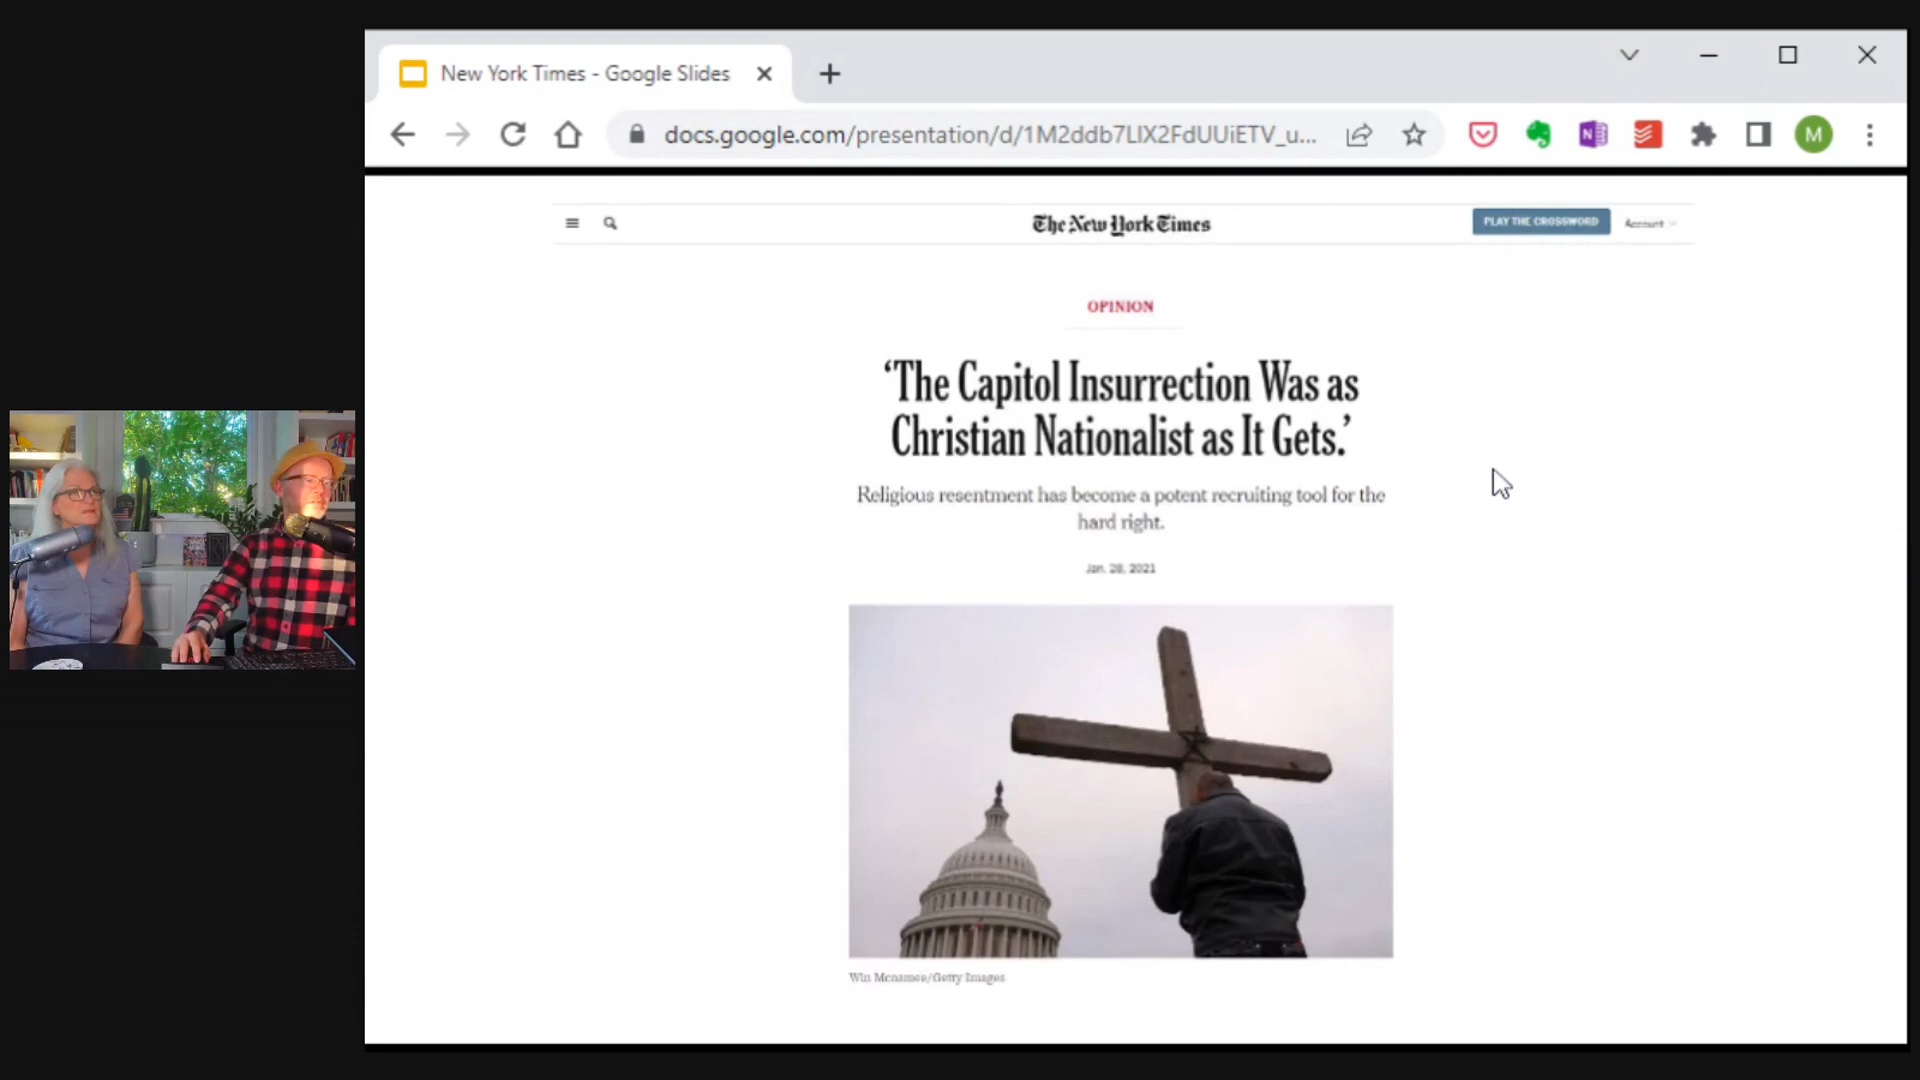 New York Times - Google Slides
docs.google.com/presentation/d/1M2ddb7LIX2FdUUiETV_u...
M
The New York Times
PLAY THE CROSSWORD
Account
OPINION
‘The Capitol Insurrection Was as
Christian Nationalist as It Gets.’
Religious resentment has become a potent recruiting tool for the
hard right.
Jan. 28, 2021
Win Mcnamee/Getty Images